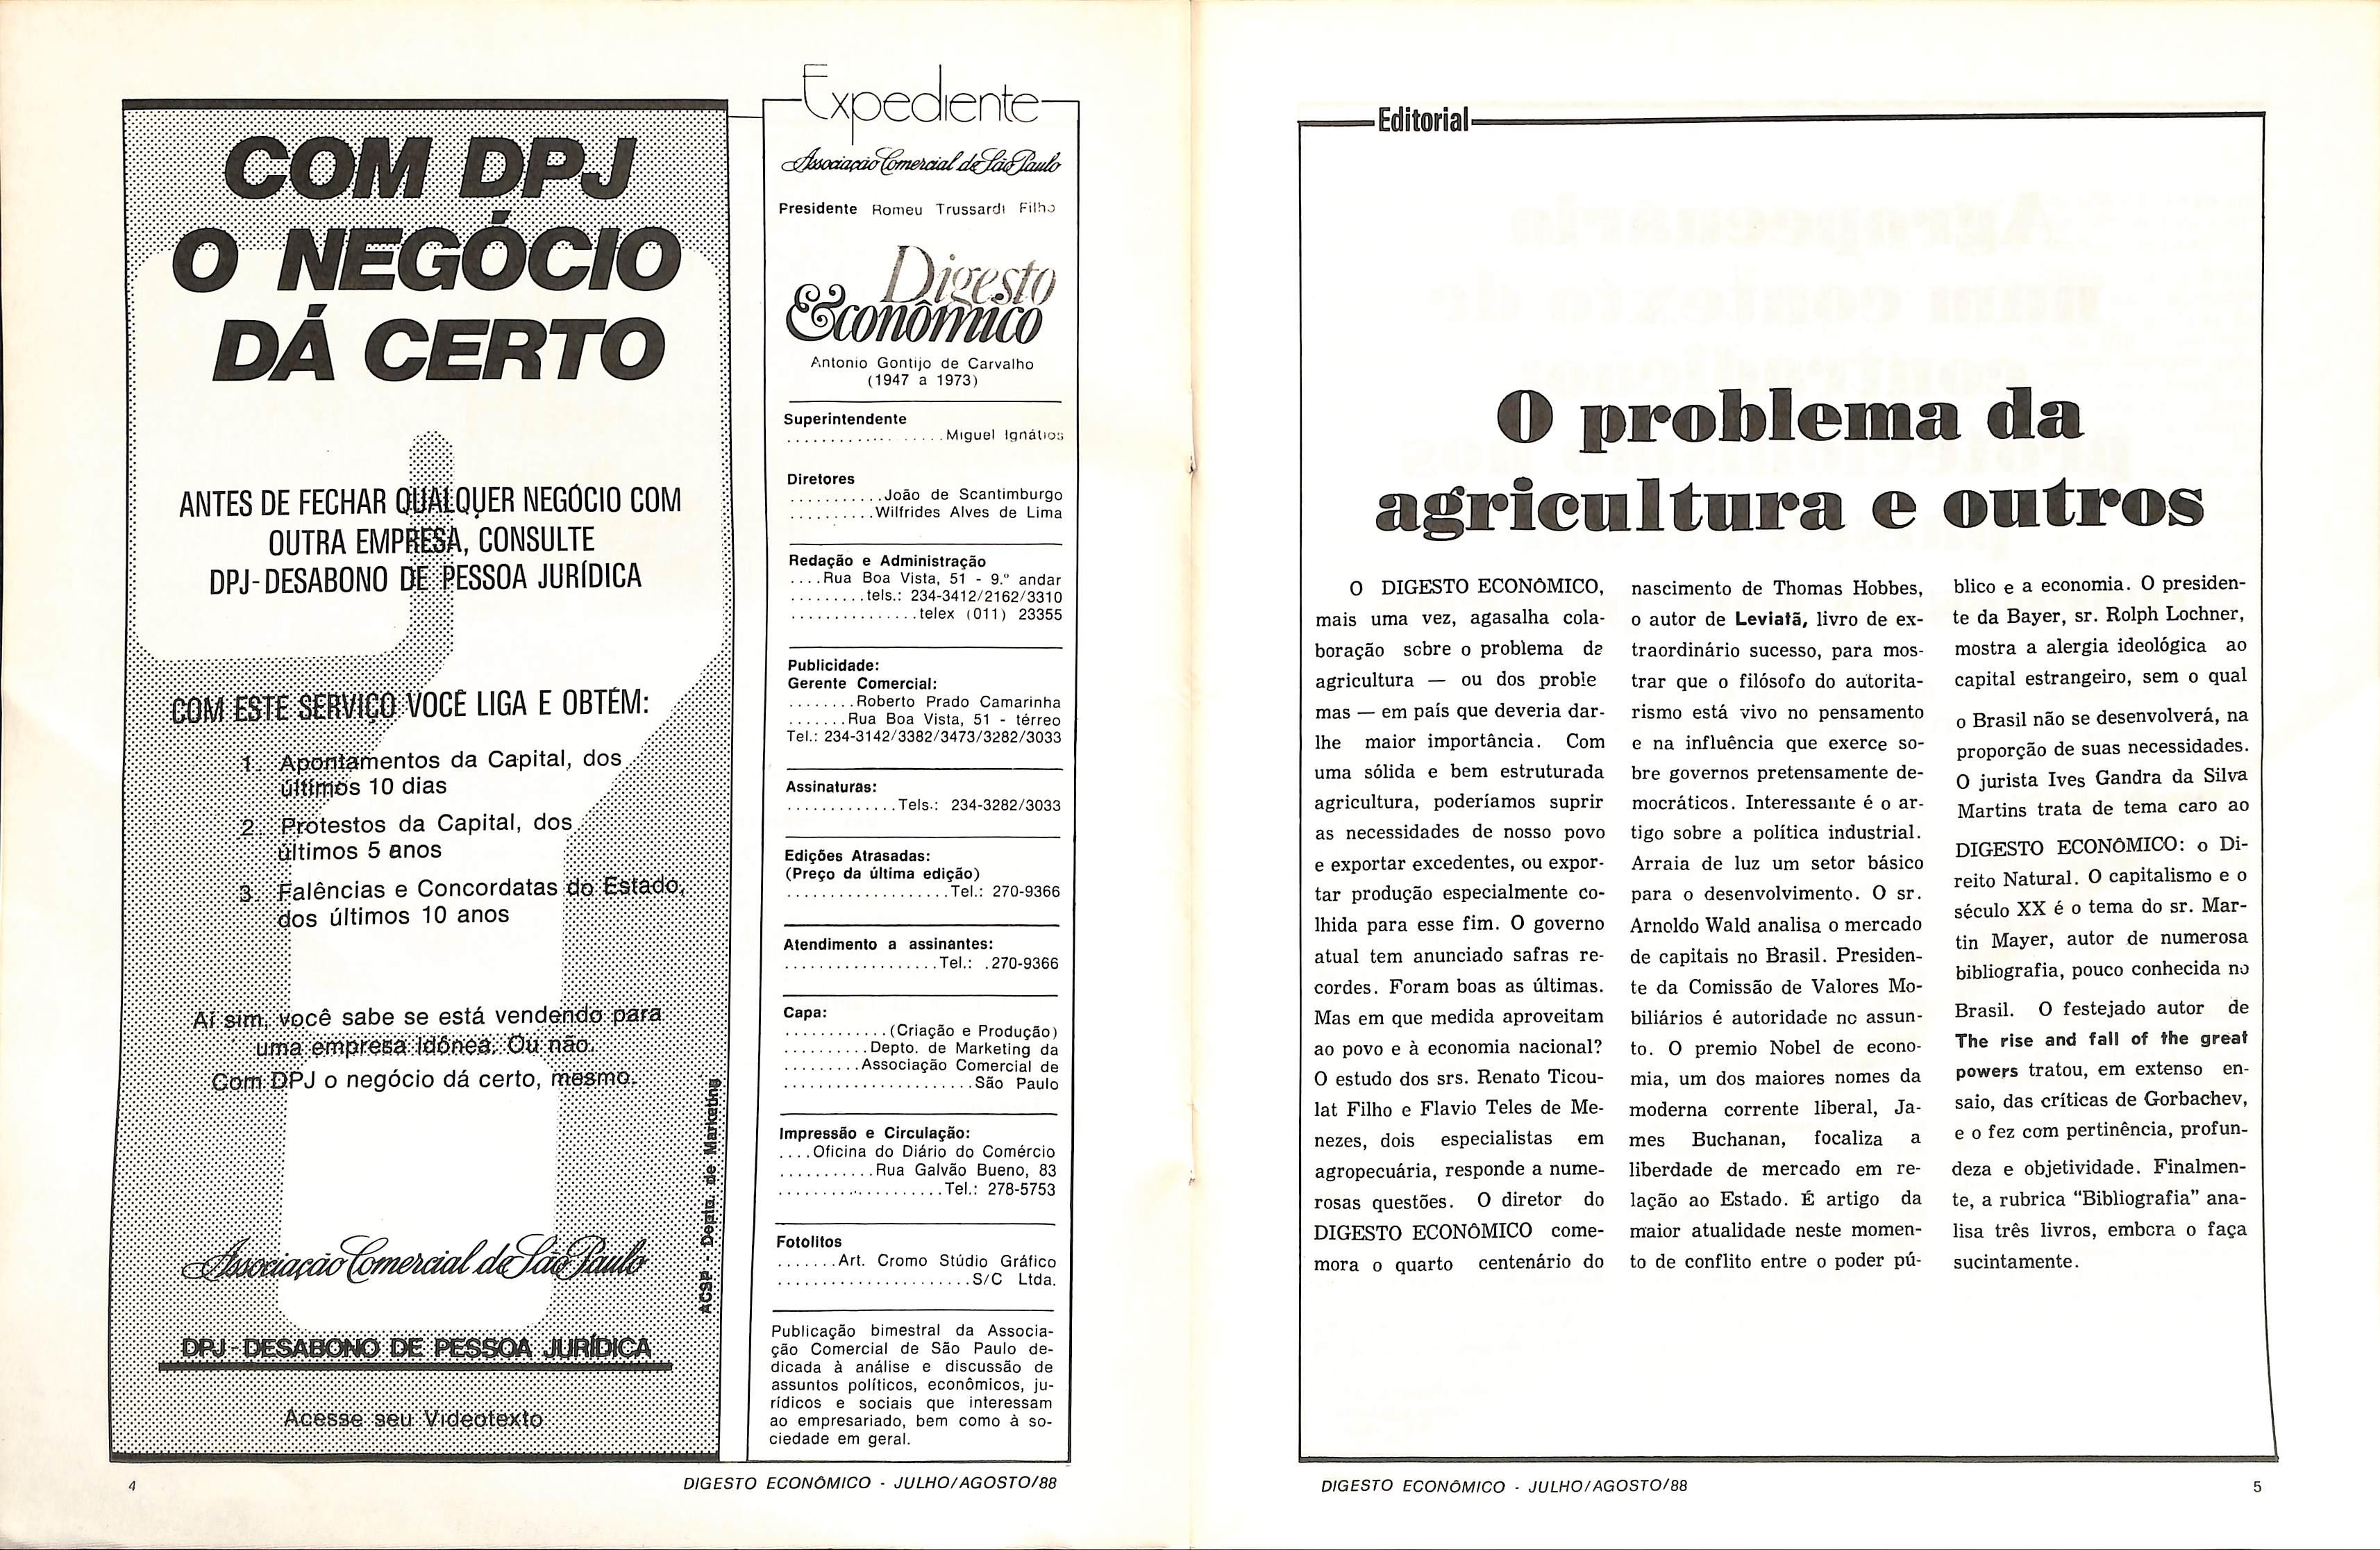 COM DPJ
O NEGÓCIO
DÁ CERTO
ANTES DE FECHAR QUALQUER NEGÓCIO COM
OUTRA EMPRESA, CONSULTE
DPJ-DESABONO DE PESSOA JURÍDICA
COM ESTE SERVIÇO VOCÊ LIGA E OBTÉM:
1. Apontamentos da Capital, dos
últimos 10 dias
2. Protestos da Capital, dos
últimos 5 anos
3. Falências e Concordatas do Estado,
dos últimos 10 anos
Aí sim, você sabe se está vendendo para
uma empresa idônea. Ou não.
Com DPJ o negócio dá certo, mesmo.
ACSP - Depto. de Marketing
Associação Comercial de São Paulo
DPJ-DESABONO DE PESSOA JURÍDICA
Acesse seu Videotexto
4
Expediente
Associação Comercial de São Paulo
Presidente Romeu Trussardi Filho
Digesto
Econômico
Antonio Gontijo de Carvalho
(1947 a 1973)
Superintendente
.................. Miguel Ignátios
Diretores
...........João de Scantimburgo
..........Wilfrides Alves de Lima
Redação e Administração
....Rua Boa Vista, 51 - 9.º andar
.........tels.: 234-3412/2162/3310
...............telex (011) 23355
Publicidade:
Gerente Comercial:
........Roberto Prado Camarinha
.......Rua Boa Vista, 51 - térreo
Tel.: 234-3142/3382/3473/3282/3033
Assinaturas:
.............Tels.: 234-3282/3033
Edições Atrasadas:
(Preço da última edição)
...................Tel.: 270-9366
Atendimento a assinantes:
..................Tel.: .270-9366
Capa:
............(Criação e Produção)
..........Depto. de Marketing da
.........Associação Comercial de
......................São Paulo
Impressão e Circulação:
....Oficina do Diário do Comércio
...........Rua Galvão Bueno, 83
...................Tel.: 278-5753
Fotolitos
.......Art. Cromo Stúdio Gráfico
......................S/C Ltda.
Publicação bimestral da Associa-
ção Comercial de São Paulo de-
dicada à análise e discussão de
assuntos políticos, econômicos, ju-
rídicos e sociais que interessam
ao empresariado, bem como à so-
ciedade em geral.
DIGESTO ECONÔMICO - JULHO/AGOSTO/88
Editorial
O problema da
agricultura e outros
O DIGESTO ECONÔMICO,
mais uma vez, agasalha cola-
boração sobre o problema da
agricultura — ou dos proble
mas — em país que deveria dar-
lhe maior importância. Com
uma sólida e bem estruturada
agricultura, poderíamos suprir
as necessidades de nosso povo
e exportar excedentes, ou expor-
tar produção especialmente co-
lhida para esse fim. O governo
atual tem anunciado safras re-
cordes. Foram boas as últimas.
Mas em que medida aproveitam
ao povo e à economia nacional?
O estudo dos srs. Renato Ticou-
lat Filho e Flavio Teles de Me-
nezes, dois especialistas em
agropecuária, responde a nume-
rosas questões. O diretor do
DIGESTO ECONÔMICO come-
mora o quarto centenário do
nascimento de Thomas Hobbes,
o autor de Leviatã, livro de ex-
traordinário sucesso, para mos-
trar que o filósofo do autorita-
rismo está vivo no pensamento
e na influência que exerce so-
bre governos pretensamente de-
mocráticos. Interessante é o ar-
tigo sobre a política industrial.
Arraia de luz um setor básico
para o desenvolvimento. O sr.
Arnoldo Wald analisa o mercado
de capitais no Brasil. Presiden-
te da Comissão de Valores Mo-
biliários é autoridade no assun-
to. O premio Nobel de econo-
mia, um dos maiores nomes da
moderna corrente liberal, Ja-
mes Buchanan, focaliza a
liberdade de mercado em re-
lação ao Estado. É artigo da
maior atualidade neste momen-
to de conflito entre o poder pú-
blico e a economia. O presiden-
te da Bayer, sr. Rolph Lochner,
mostra a alergia ideológica ao
capital estrangeiro, sem o qual
o Brasil não se desenvolverá, na
proporção de suas necessidades.
O jurista Ives Gandra da Silva
Martins trata de tema caro ao
DIGESTO ECONÔMICO: o Di-
reito Natural. O capitalismo e o
século XX é o tema do sr. Mar-
tin Mayer, autor de numerosa
bibliografia, pouco conhecida no
Brasil. O festejado autor de
The rise and fall of the great
powers tratou, em extenso en-
saio, das críticas de Gorbachev,
e o fez com pertinência, profun-
deza e objetividade. Finalmen-
te, a rubrica "Bibliografia" ana-
lisa três livros, embora o faça
sucintamente.
DIGESTO ECONÔMICO - JULHO/AGOSTO/88
5